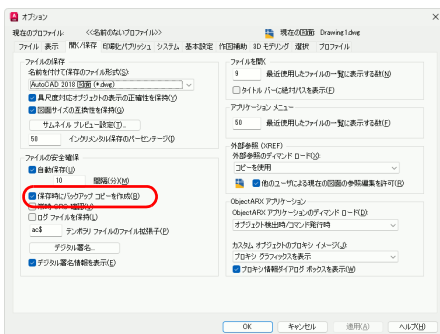 オプション
現在のプロファイル: <<名前のないプロファイル>> 現在の図面: Drawing1.dwg
ファイル 表示 開く/保存 印刷とパブリッシュ システム 基本設定 作図補助 3D モデリング 選択 プロファイル
ファイルの保存
名前を付けて保存のファイル形式(S):
AutoCAD 2018 図面 (*.dwg)
異尺度対応オブジェクトの表示の正確性を保持(Y)
図面サイズの互換性を保持(G)
サムネイル プレビュー設定(T)...
50 インクリメンタル保存のパーセンテージ(I)
ファイルの安全確保
自動保存(U)
10 間隔(分)(M)
保存時にバックアップ コピーを作成(B)
常時 CRC 確認(V)
ログ ファイルを保持(L)
ac$ テンポラリ ファイルのファイル拡張子(P)
デジタル署名...
デジタル署名情報を表示(E)
ファイルを開く
9 最近使用したファイルの一覧に表示する数(N)
タイトル バーに絶対パスを表示(F)
アプリケーション メニュー
50 最近使用したファイルの一覧に表示する数(F)
外部参照 (XREF)
外部参照のディマンド ロード(X):
コピーを使用
他のユーザによる現在の図面の参照編集を許可(R)
ObjectARX アプリケーション
ObjectARX アプリケーションのディマンド ロード(D):
オブジェクト検出時/コマンド発行時
カスタム オブジェクトのプロキシ イメージ(J):
プロキシ グラフィックスを表示
プロキシ情報ダイアログ ボックスを表示(W)
OK キャンセル 適用(A) ヘルプ(H)